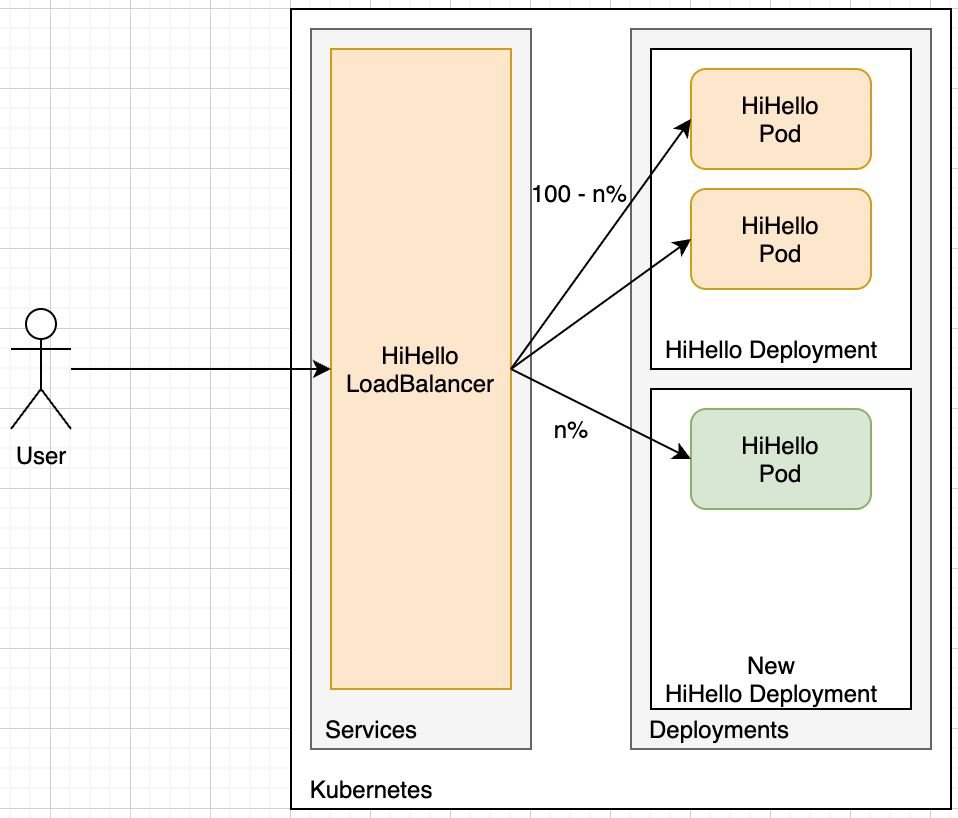 User
HiHello
LoadBalancer
Services
100 - n%
n%
HiHello
Pod
HiHello
Pod
HiHello Deployment
HiHello
Pod
New
HiHello Deployment
Deployments
Kubernetes